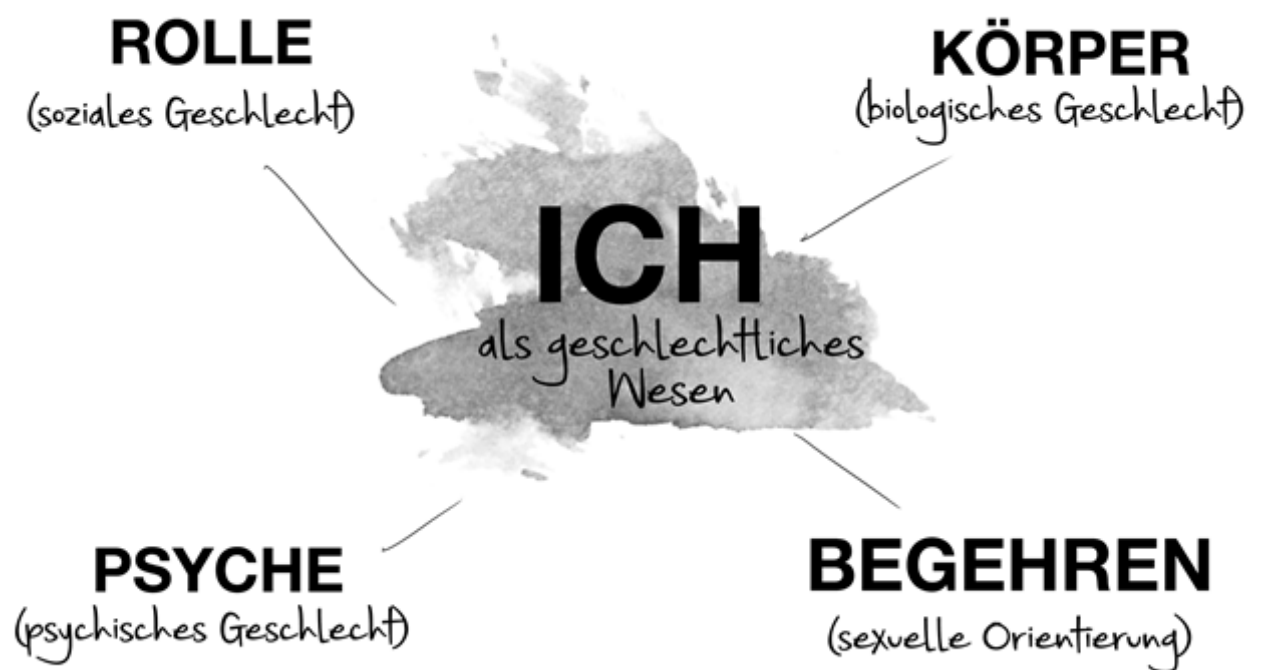 ROLLE
(soziales Geschlecht)
KÖRPER
(biologisches Geschlecht)
ICH
als geschlechtliches
Wesen
PSYCHE
(psychisches Geschlecht)
BEGEHREN
(sexuelle Orientierung)